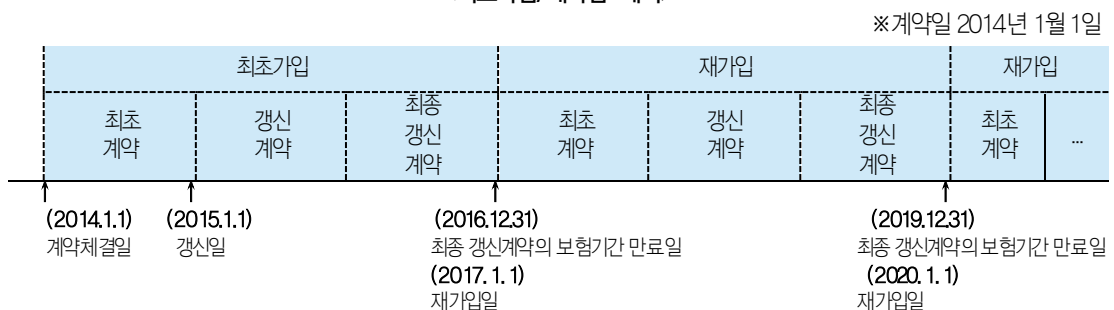 ※계약일 2014년 1월 1일
최초가입 재가입 재가입
최초 계약 갱신 계약 최종 갱신 계약 최초 계약 갱신 계약 최종 갱신 계약 최초 계약 ...
(2014.1.1) (2015.1.1) (2016.12.31) (2019.12.31)
계약체결일 갱신일 최종 갱신계약의 보험기간 만료일 최종 갱신계약의 보험기간 만료일
(2017. 1. 1) (2020. 1. 1)
재가입일 재가입일